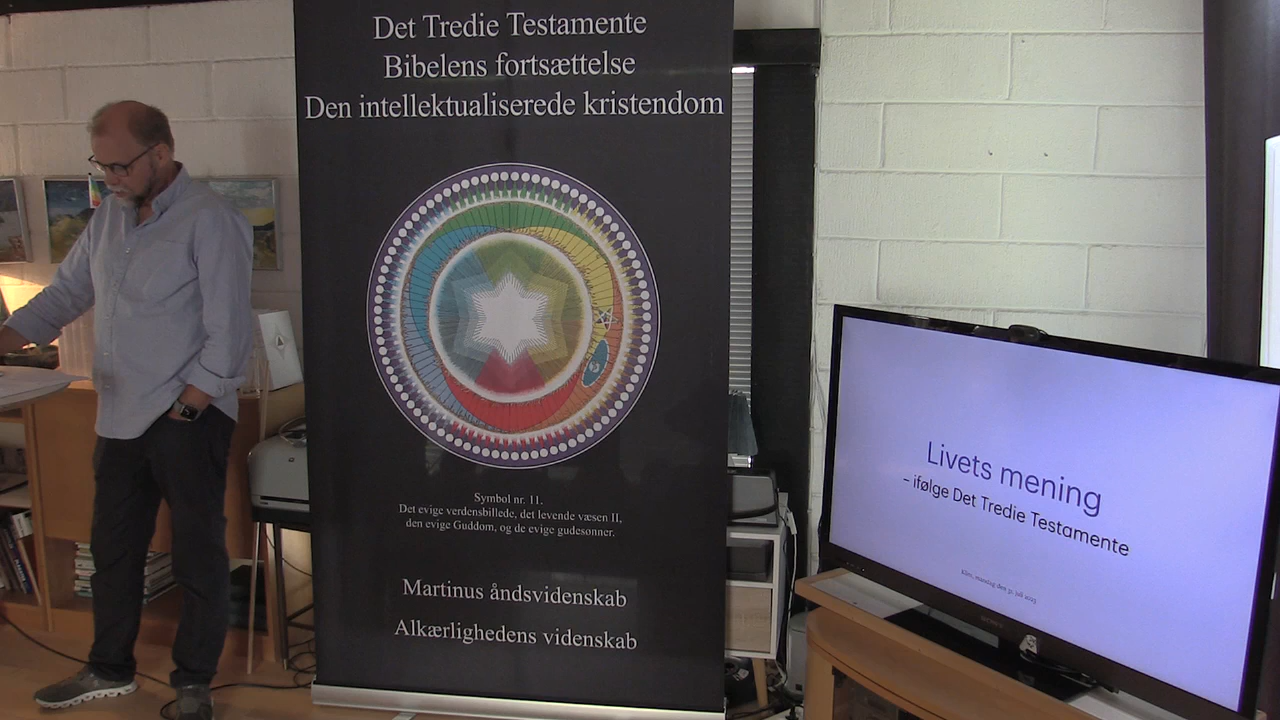 Det Tredie Testamente
Bibelens fortsættelse
Den intellektualiserede kristendom
Symbol nr. 11.
Det evige verdensbillede, det levende væsen II,
den evige Guddom, og de evige gudesønner.
Martinus åndsvidenskab
Alkærlighedens videnskab
Livets mening
– ifølge Det Tredie Testamente
SONY